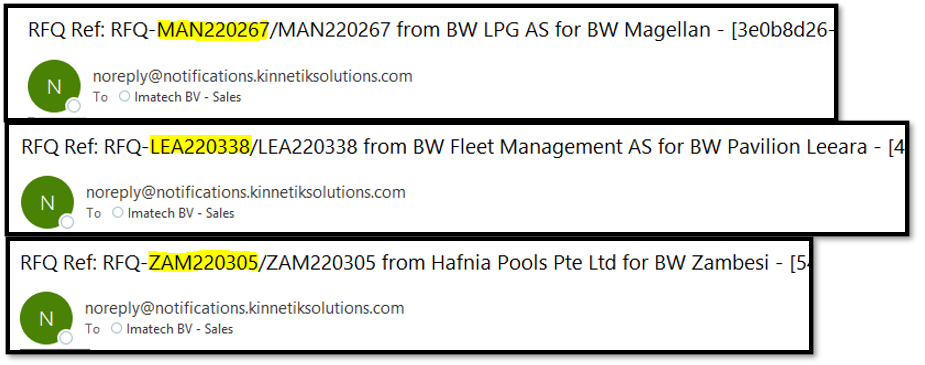 RFQ Ref: RFQ-MAN220267/MAN220267 from BW LPG AS for BW Magellan - [3e0b8d26-
N
noreply@notifications.kinnetiksolutions.com
To Imatech BV - Sales
RFQ Ref: RFQ-LEA220338/LEA220338 from BW Fleet Management AS for BW Pavilion Leeara - [4
N
noreply@notifications.kinnetiksolutions.com
To Imatech BV - Sales
RFQ Ref: RFQ-ZAM220305/ZAM220305 from Hafnia Pools Pte Ltd for BW Zambesi - [54
N
noreply@notifications.kinnetiksolutions.com
To Imatech BV - Sales